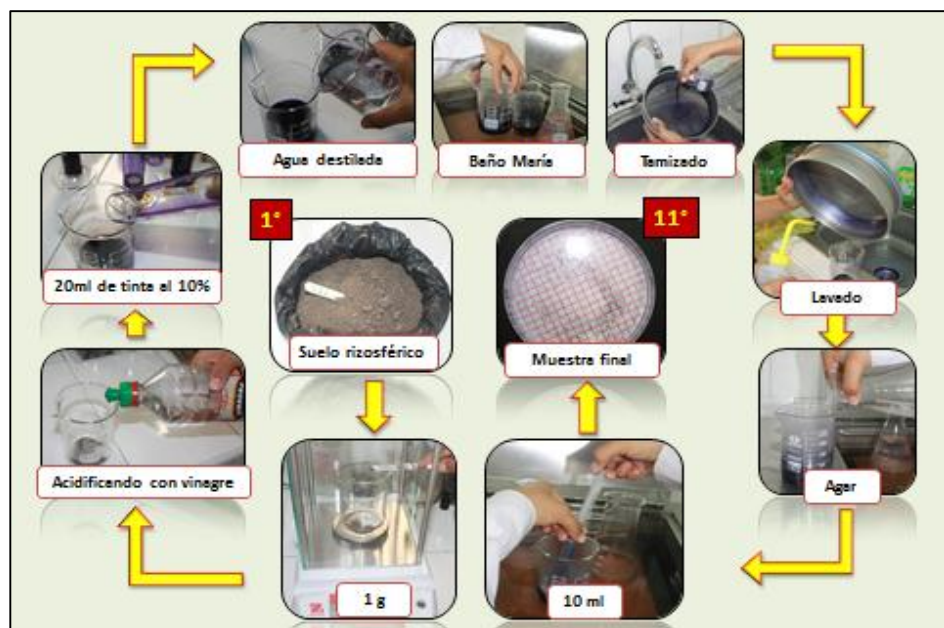 1°
Suelo rizosférico
1 g
Acidificando con vinagre
20ml de tinta al 10%
Agua destilada
Baño María
Tamizado
Lavado
Agar
10 ml
11°
Muestra final